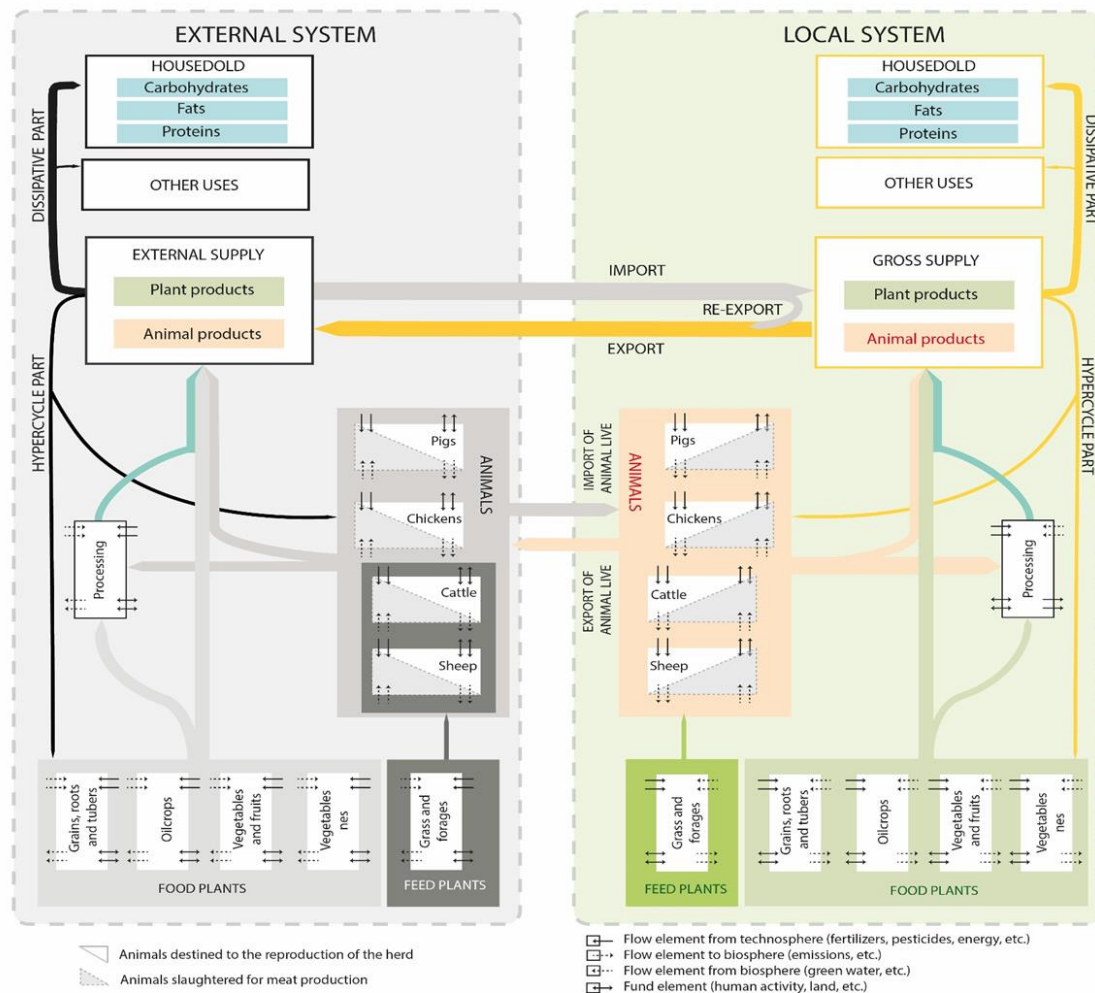 EXTERNAL SYSTEM
HOUSEDOLD
Carbohydrates
Fats
Proteins
OTHER USES
DISSIPATIVE PART
EXTERNAL SUPPLY
Plant products
Animal products
HYPERCYCLE PART
Pigs
Chickens
Cattle
Sheep
ANIMALS
Processing
Grains, roots
and tubers
Oilcrops
Vegetables
and fruits
Vegetables
nes
FOOD PLANTS
Grass and
forages
FEED PLANTS
IMPORT
RE-EXPORT
EXPORT
IMPORT OF
ANIMAL LIVE
EXPORT OF
ANIMAL LIVE
LOCAL SYSTEM
HOUSEDOLD
Carbohydrates
Fats
Proteins
OTHER USES
DISSIPATIVE PART
GROSS SUPPLY
Plant products
Animal products
HYPERCYCLE PART
ANIMALS
Pigs
Chickens
Cattle
Sheep
Processing
Grass and
forages
FEED PLANTS
Grains, roots
and tubers
Oilcrops
Vegetables
and fruits
Vegetables
nes
FOOD PLANTS
Animals destined to the reproduction of the herd
Animals slaughtered for meat production
Flow element from technosphere (fertilizers, pesticides, energy, etc.)
Flow element to biosphere (emissions, etc.)
Flow element from biosphere (green water, etc.)
Fund element (human activity, land, etc.)